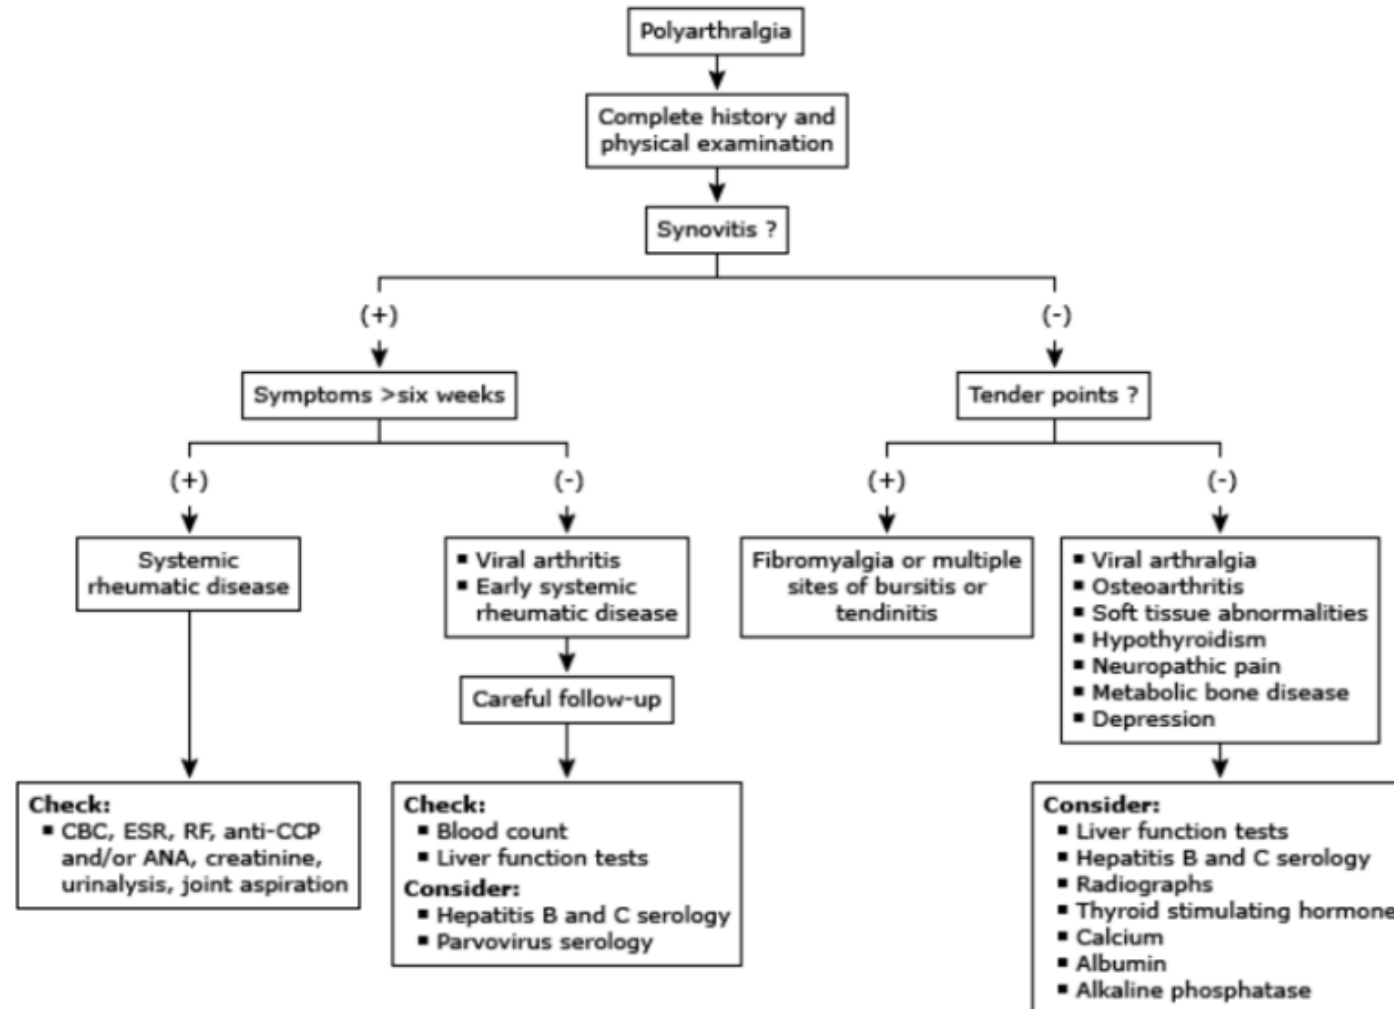 Polyarthralgia
Complete history and
physical examination
Synovitis ?
(+)
(-)
Symptoms >six weeks
Tender points ?
(+)
(-)
(+)
(-)
Systemic
rheumatic disease
▪ Viral arthritis
▪ Early systemic
rheumatic disease
Fibromyalgia or multiple
sites of bursitis or
tendinitis
▪ Viral arthralgia
▪ Osteoarthritis
▪ Soft tissue abnormalities
▪ Hypothyroidism
▪ Neuropathic pain
▪ Metabolic bone disease
▪ Depression
Careful follow-up
Check:
▪ CBC, ESR, RF, anti-CCP
and/or ANA, creatinine,
urinalysis, joint aspiration
Check:
▪ Blood count
▪ Liver function tests
Consider:
▪ Hepatitis B and C serology
▪ Parvovirus serology
Consider:
▪ Liver function tests
▪ Hepatitis B and C serology
▪ Radiographs
▪ Thyroid stimulating hormone
▪ Calcium
▪ Albumin
▪ Alkaline phosphatase